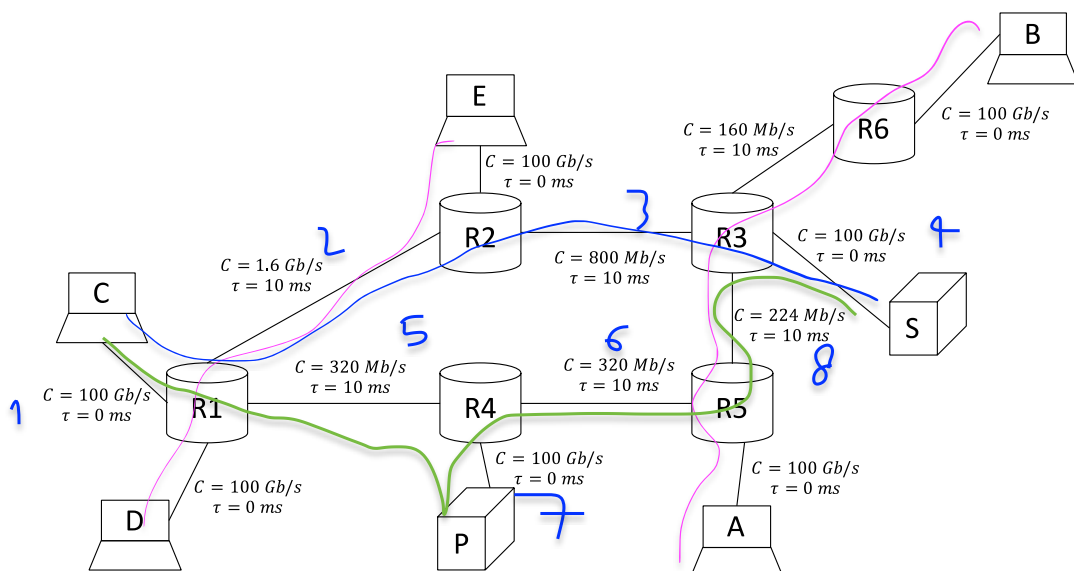 B
E
R6
C = 160 Mb/s
τ = 10 ms
C = 100 Gb/s
τ = 0 ms
C = 100 Gb/s
τ = 0 ms
3
4
2
R2
R3
C = 100 Gb/s
τ = 0 ms
C = 1.6 Gb/s
τ = 10 ms
C = 800 Mb/s
τ = 10 ms
C
S
5
6
C = 224 Mb/s
τ = 10 ms
8
C = 320 Mb/s
τ = 10 ms
C = 320 Mb/s
τ = 10 ms
1
C = 100 Gb/s
τ = 0 ms
R1
R4
R5
C = 100 Gb/s
τ = 0 ms
C = 100 Gb/s
τ = 0 ms
C = 100 Gb/s
τ = 0 ms
D
P
7
A